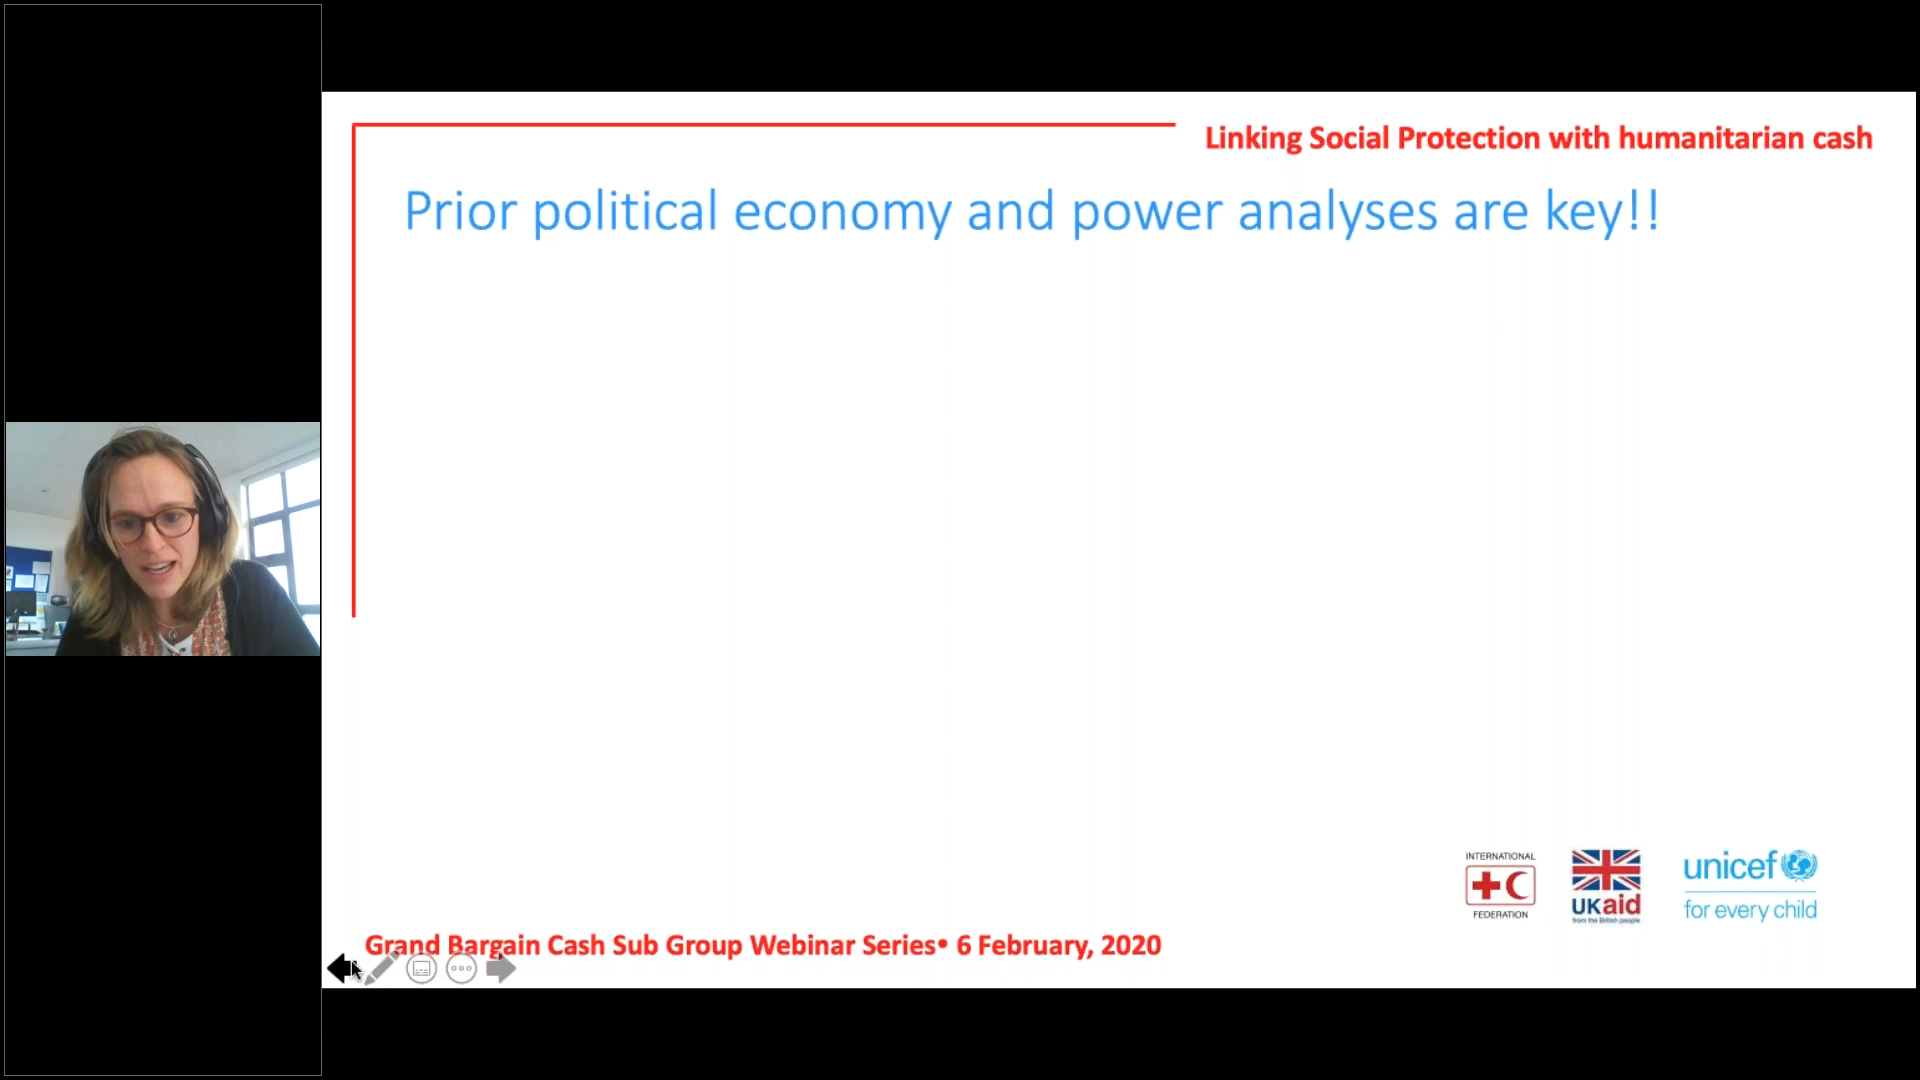 Linking Social Protection with humanitarian cash
Prior political economy and power analyses are key!!
INTERNATIONAL
FEDERATION
UKaid
from the British people
unicef
for every child
Grand Bargain Cash Sub Group Webinar Series• 6 February, 2020